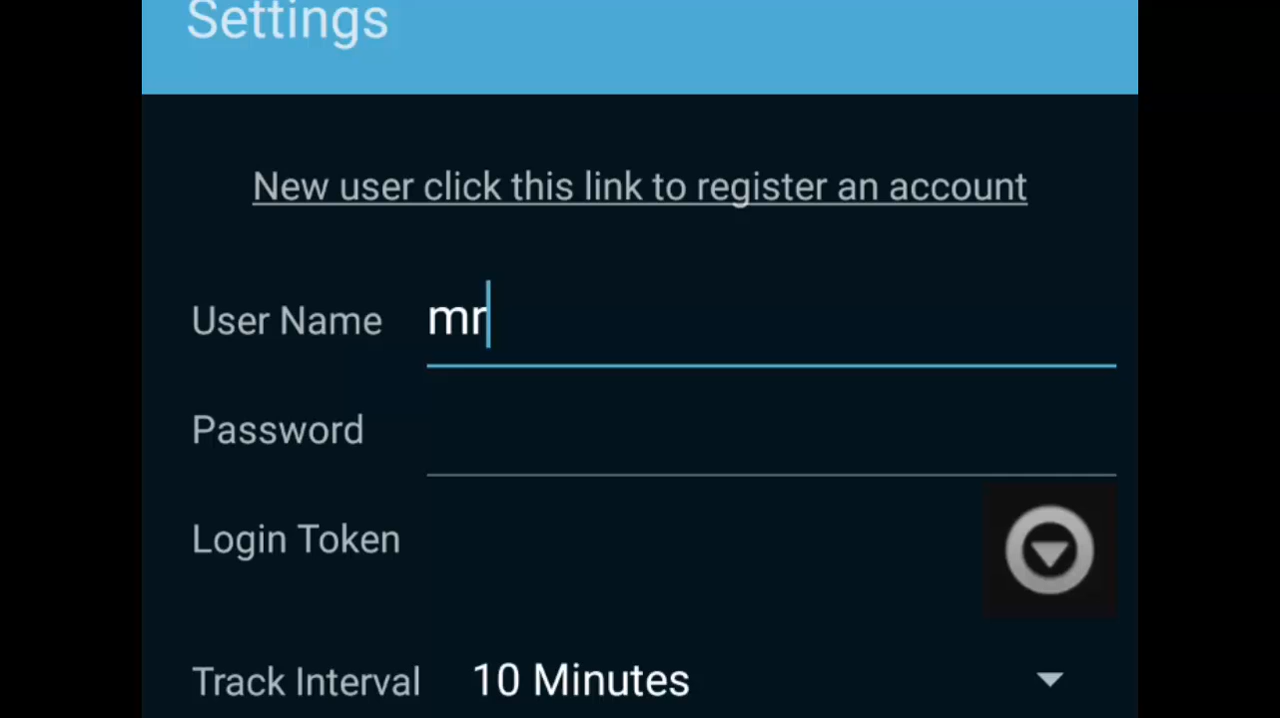 Settings
New user click this link to register an account
User Name mr
Password
Login Token
Track Interval 10 Minutes